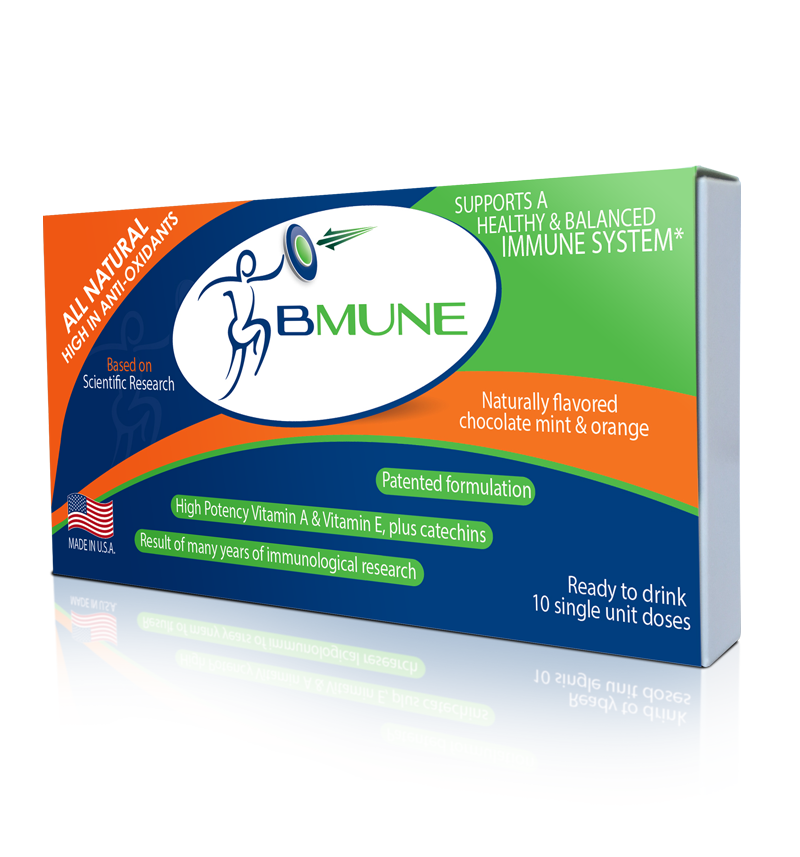 ALL NATURAL
HIGH IN ANTI-OXIDANTS
SUPPORTS A
HEALTHY & BALANCED
IMMUNE SYSTEM*
BMUNE
Based on
Scientific Research
Naturally flavored
chocolate mint & orange
Patented formulation
High Potency Vitamin A & Vitamin E, plus catechins
Result of many years of immunological research
MADE IN U.S.A.
Ready to drink
10 single unit doses